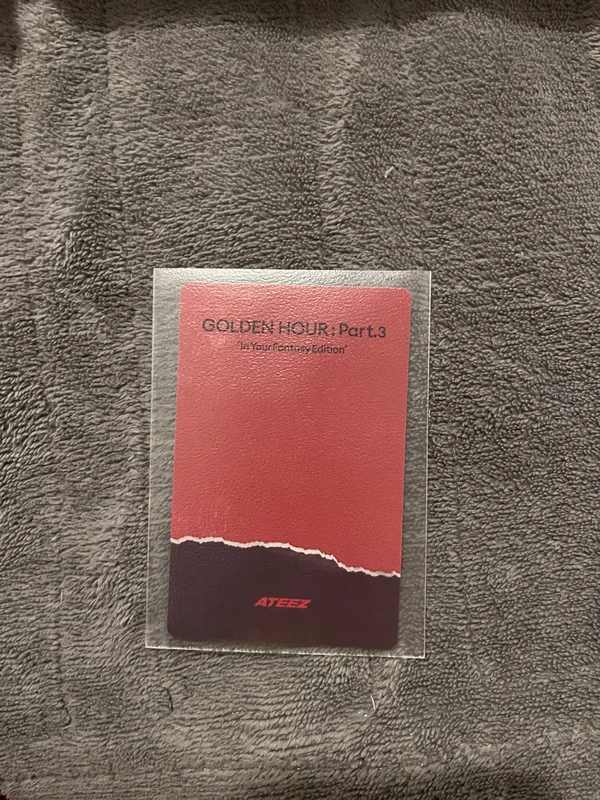 GOLDEN HOUR : Part.3
'In Your Fantasy Edition'
ATEEZ